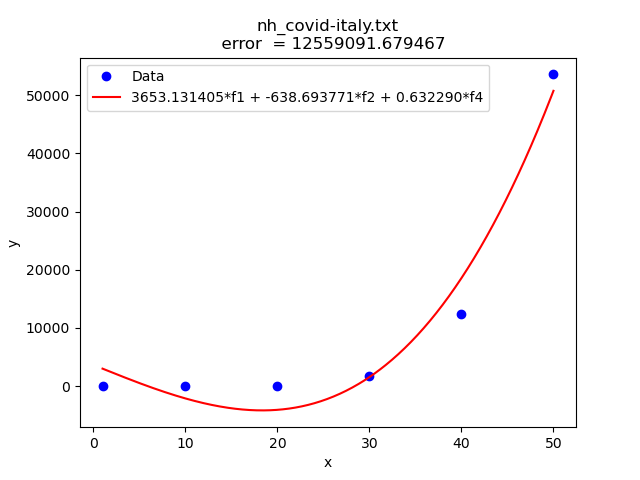 nh_covid-italy.txt
error = 12559091.679467
Data
3653.131405*f1 + -638.693771*f2 + 0.632290*f4
50000
40000
30000
20000
10000
0
y
0 10 20 30 40 50
x